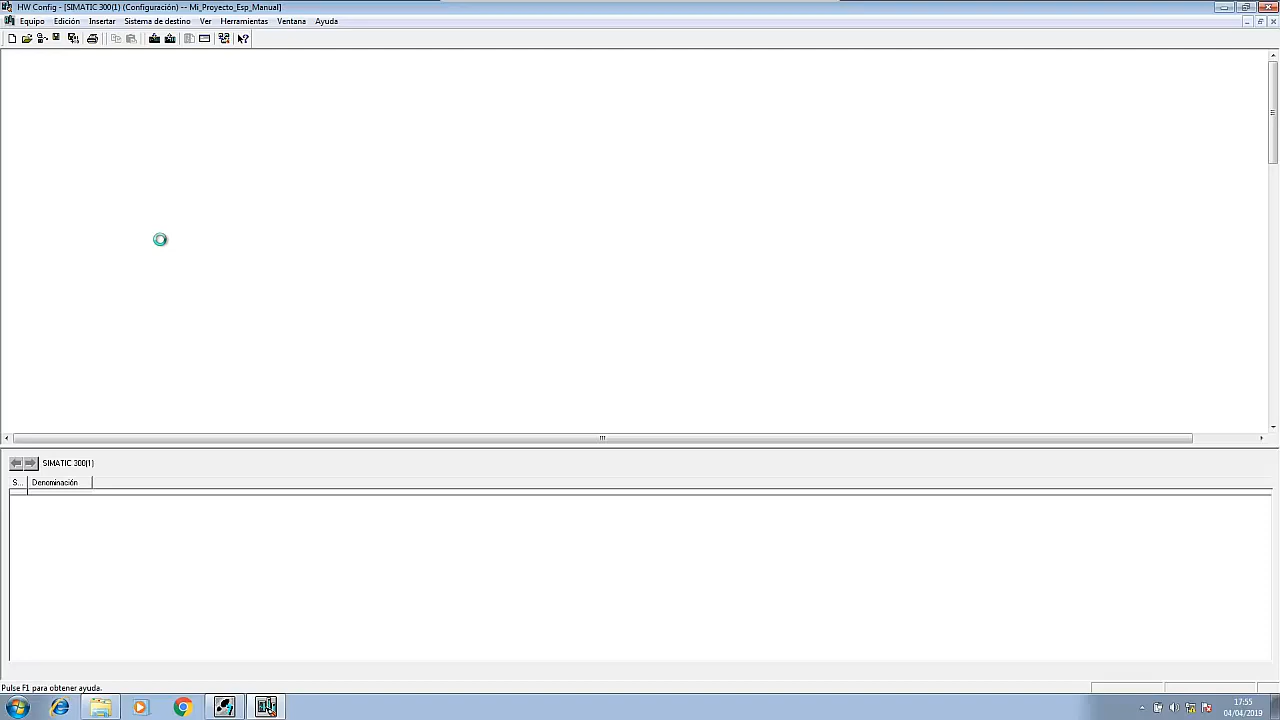 HW Config - [SIMATIC 300(1) (Configuración) -- Mi_Proyecto_Esp_Manual]
Equipo Edición Insertar Sistema de destino Ver Herramientas Ventana Ayuda
SIMATIC 300(1)
S... Denominación
Pulse F1 para obtener ayuda.
17:55
04/04/2019